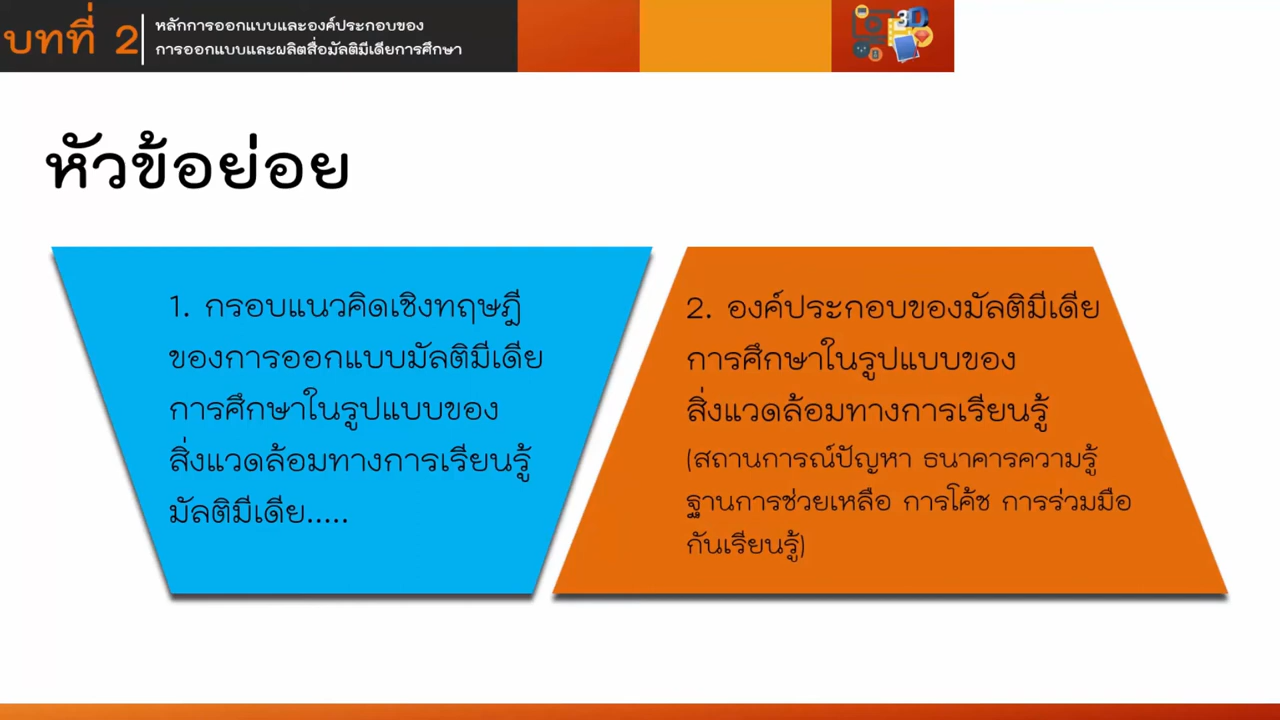 บทที่ 2
หลักการออกแบบและองค์ประกอบของ
การออกแบบและผลิตสื่อมัลติมีเดียการศึกษา
3D
หัวข้อย่อย
1. กรอบแนวคิดเชิงทฤษฎี
ของการออกแบบมัลติมีเดีย
การศึกษาในรูปแบบของ
สิ่งแวดล้อมทางการเรียนรู้
มัลติมีเดีย.....
2. องค์ประกอบของมัลติมีเดีย
การศึกษาในรูปแบบของ
สิ่งแวดล้อมทางการเรียนรู้
(สถานการณ์ปัญหา ธนาคารความรู้
ฐานการช่วยเหลือ การโค้ช การร่วมมือ
กันเรียนรู้)